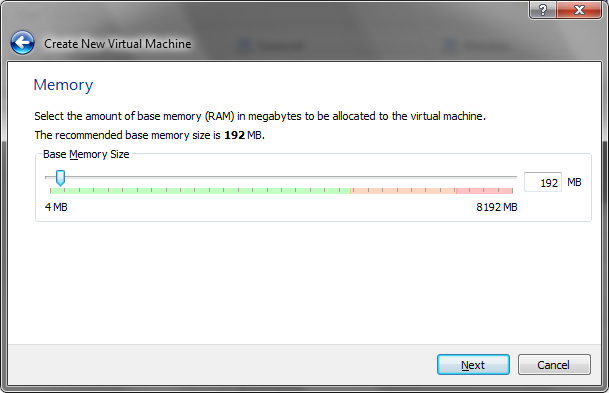 Create New Virtual Machine
Memory
Select the amount of base memory (RAM) in megabytes to be allocated to the virtual machine.
The recommended base memory size is 192 MB.
Base Memory Size
192 MB
4 MB 8192 MB
Next Cancel